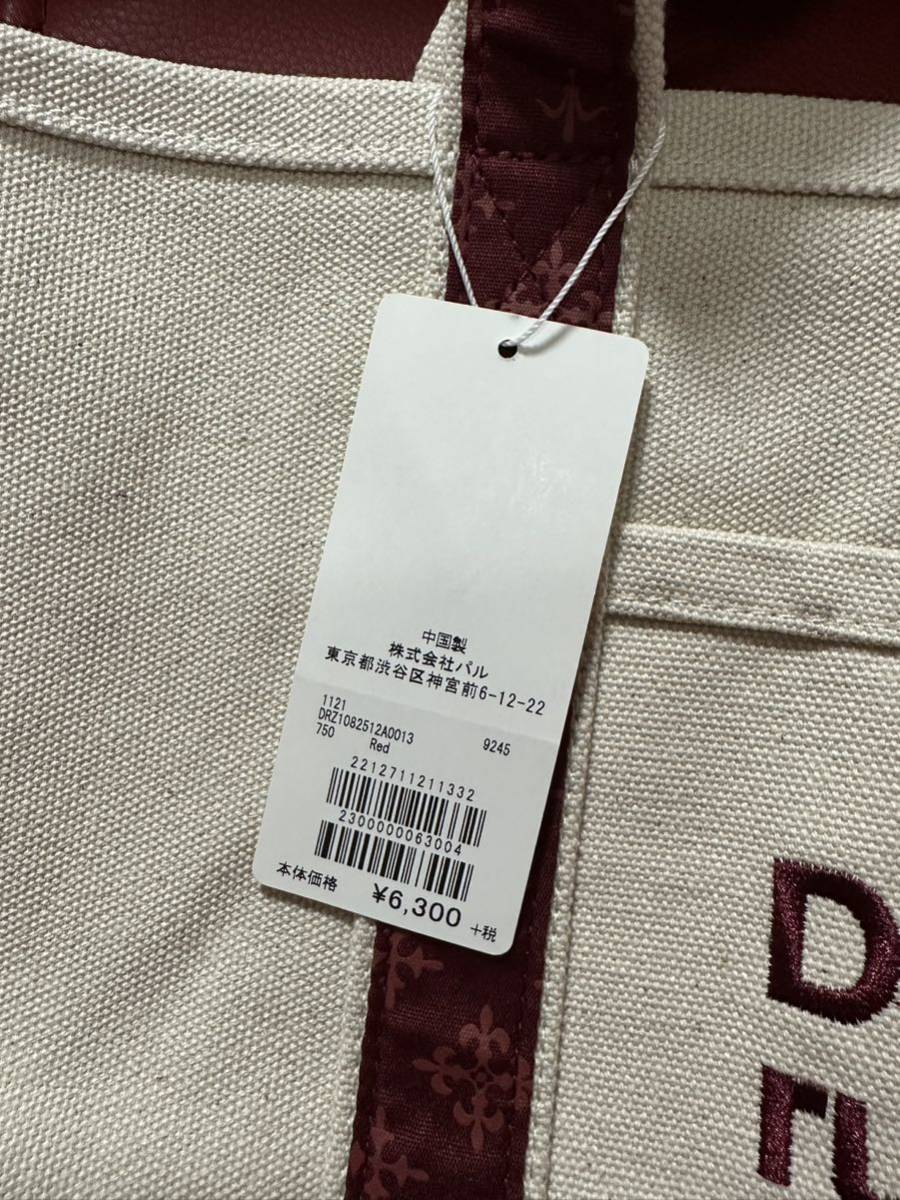 中国製
株式会社パル
東京都渋谷区神宮前6-12-22
1121
DRZ1082512A0013 9245
750 Red
2212711211332
2300000063004
本体価格 ¥6,300 +税
D